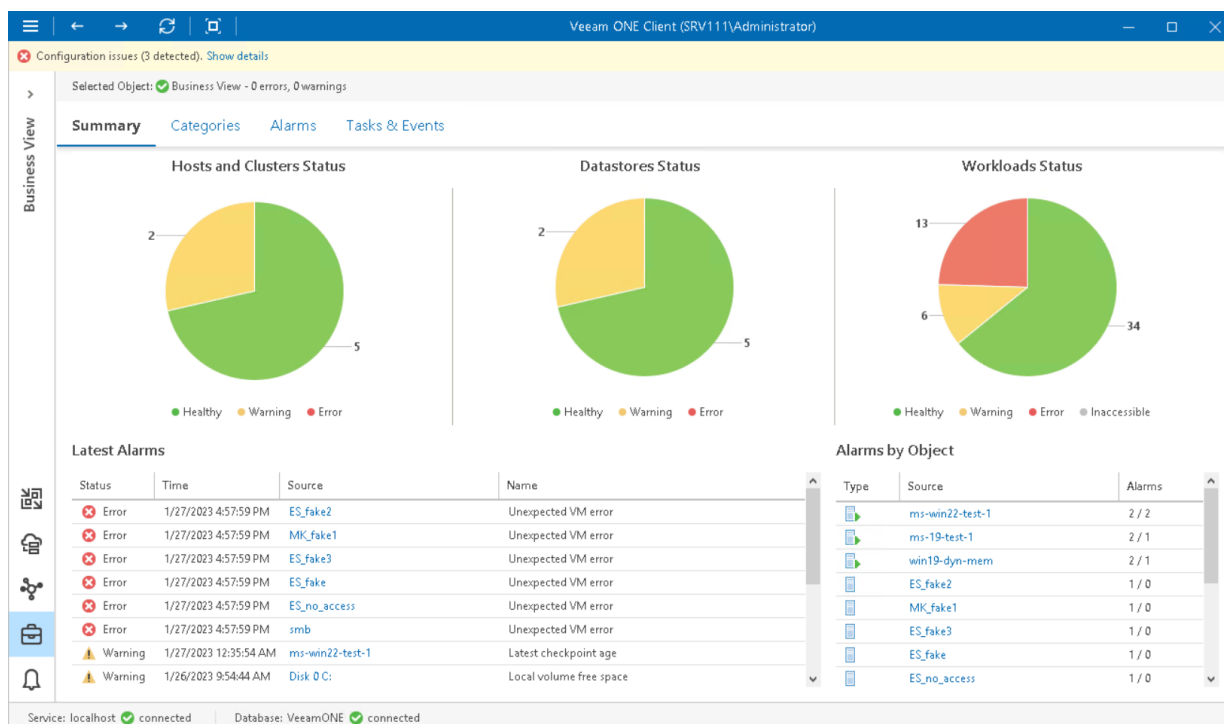 Veeam ONE Client (SRV111\Administrator)
Configuration issues (3 detected). Show details
Selected Object: Business View - 0 errors, 0 warnings
Business View
Summary Categories Alarms Tasks & Events
Hosts and Clusters Status Datastores Status Workloads Status
2 2 13
6
34
5 5
Healthy Warning Error Healthy Warning Error Healthy Warning Error Inaccessible
Latest Alarms
Status Time Source Name
Error 1/27/2023 4:57:59 PM ES_fake2 Unexpected VM error
Error 1/27/2023 4:57:59 PM MK_fake1 Unexpected VM error
Error 1/27/2023 4:57:59 PM ES_fake3 Unexpected VM error
Error 1/27/2023 4:57:59 PM ES_fake Unexpected VM error
Error 1/27/2023 4:57:59 PM ES_no_access Unexpected VM error
Error 1/27/2023 4:57:59 PM smb Unexpected VM error
Warning 1/27/2023 12:35:54 AM ms-win22-test-1 Latest checkpoint age
Warning 1/26/2023 9:54:44 AM Disk 0 C: Local volume free space
Alarms by Object
Type Source Alarms
ms-win22-test-1 2 / 2
ms-19-test-1 2 / 1
win19-dyn-mem 2 / 1
ES_fake2 1 / 0
MK_fake1 1 / 0
ES_fake3 1 / 0
ES_fake 1 / 0
ES_no_access 1 / 0
Service: localhost connected Database: VeeamONE connected